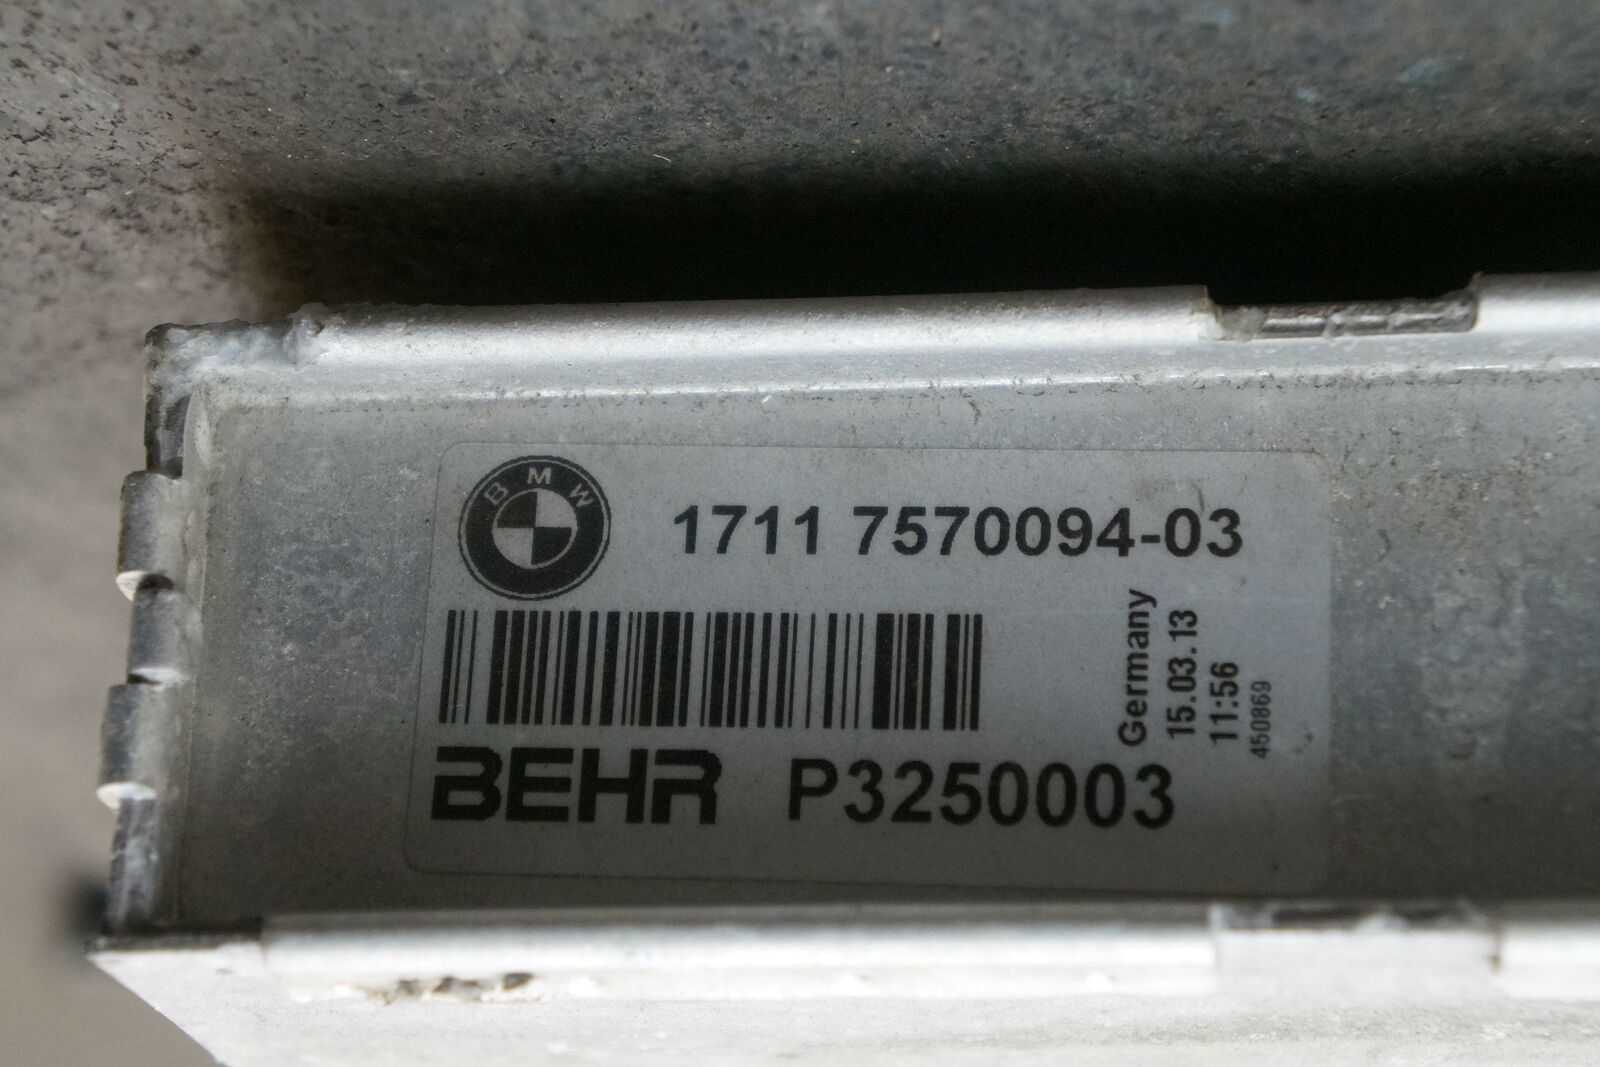 BMW
1711 7570094-03
Germany
15.03.13
11:56
450869
BEHR P3250003